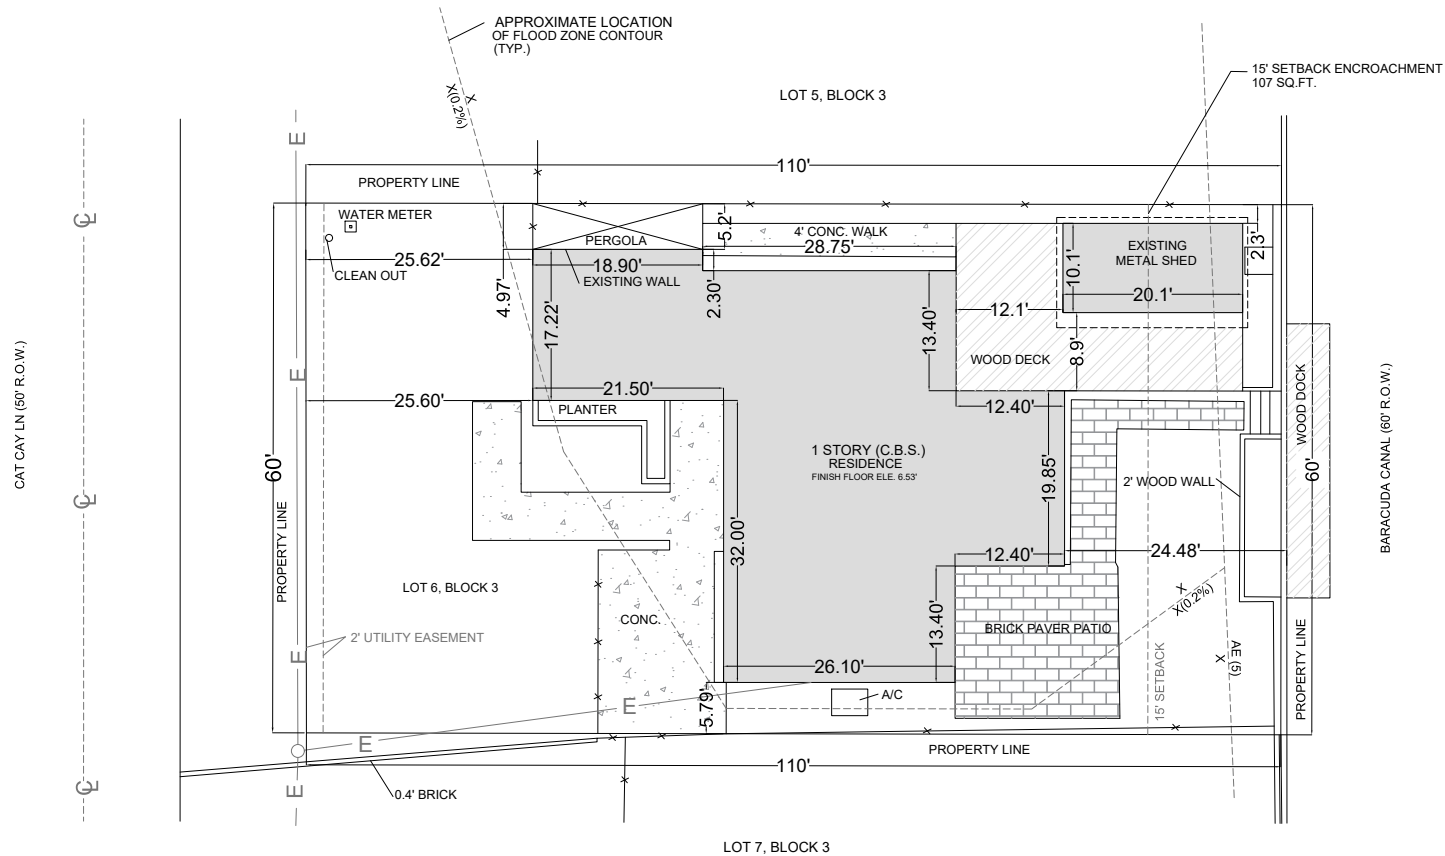 APPROXIMATE LOCATION
OF FLOOD ZONE CONTOUR
(TYP.)
15' SETBACK ENCROACHMENT
107 SQ.FT.
LOT 5, BLOCK 3
X
X(0.2%)
E
110'
PROPERTY LINE
WATER METER
CLEAN OUT
25.62'
4.97'
PERGOLA
18.90'
EXISTING WALL
17.22'
5.2'
2.30'
4' CONC. WALK
28.75'
13.40'
12.1'
WOOD DECK
10.1'
EXISTING
METAL SHED
20.1'
8.9'
2.3'
CL
E
25.60'
21.50'
PLANTER
12.40'
WOOD DOCK
60'
CAT CAY LN (50' R.O.W.)
BARACUDA CANAL (60' R.O.W.)
60'
1 STORY (C.B.S.)
RESIDENCE
FINISH FLOOR ELE. 6.53'
19.85'
2' WOOD WALL
CL
PROPERTY LINE
32.00'
12.40'
24.48'
LOT 6, BLOCK 3
CONC.
13.40'
BRICK PAVER PATIO
X
X(0.2%)
2' UTILITY EASEMENT
E
26.10'
15' SETBACK
AE (5)
X
PROPERTY LINE
5.79'
A/C
E
E
PROPERTY LINE
110'
CL
E
0.4' BRICK
LOT 7, BLOCK 3